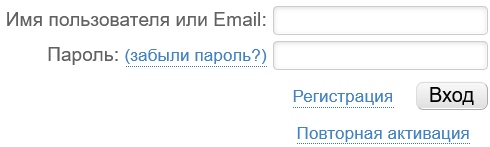 Имя пользователя или Email:
Пароль: (забыли пароль?)
Регистрация Вход
Повторная активация